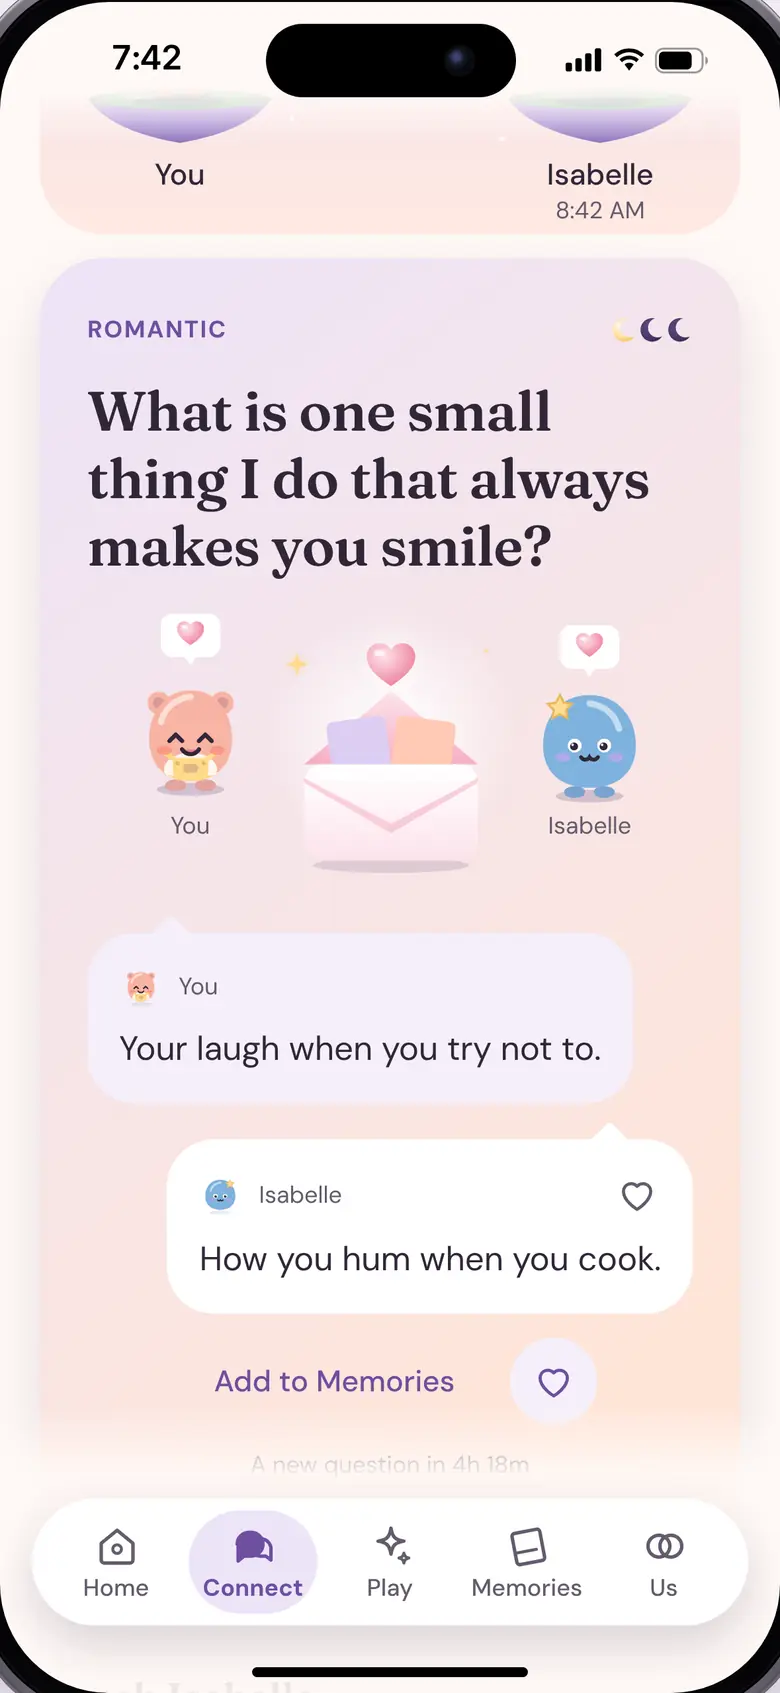 7:42
You
Isabelle
8:42 AM
ROMANTIC
What is one small
thing I do that always
makes you smile?
You
Isabelle
You
Your laugh when you try not to.
Isabelle
How you hum when you cook.
Add to Memories
A new question in 4h 18m
Home
Connect
Play
Memories
Us